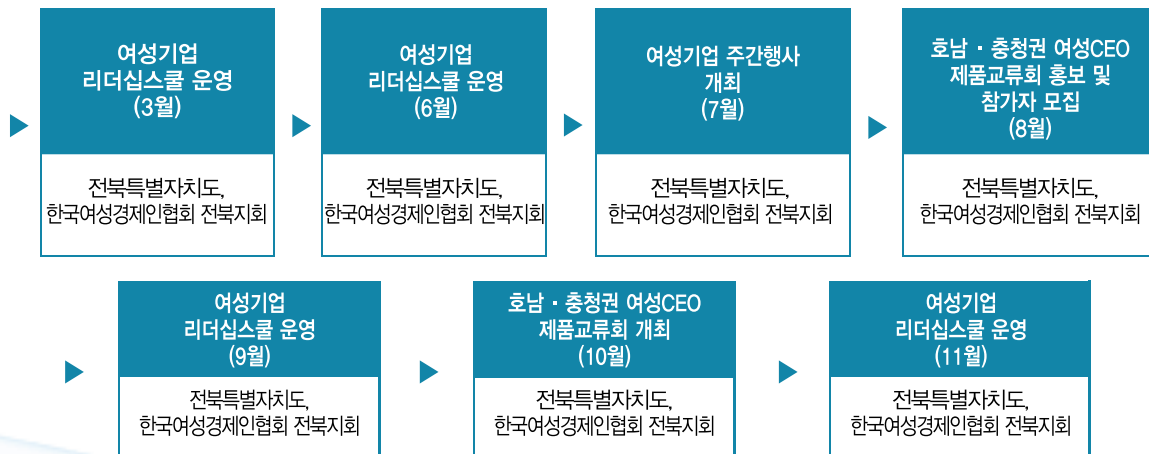 여성기업
리더십스쿨 운영
(3월)
전북특별자치도,
한국여성경제인협회 전북지회
여성기업
리더십스쿨 운영
(6월)
전북특별자치도,
한국여성경제인협회 전북지회
여성기업 주간행사
개최
(7월)
전북특별자치도,
한국여성경제인협회 전북지회
호남 · 충청권 여성CEO
제품교류회 홍보 및
참가자 모집
(8월)
전북특별자치도,
한국여성경제인협회 전북지회
여성기업
리더십스쿨 운영
(9월)
전북특별자치도,
한국여성경제인협회 전북지회
호남 · 충청권 여성CEO
제품교류회 개최
(10월)
전북특별자치도,
한국여성경제인협회 전북지회
여성기업
리더십스쿨 운영
(11월)
전북특별자치도,
한국여성경제인협회 전북지회